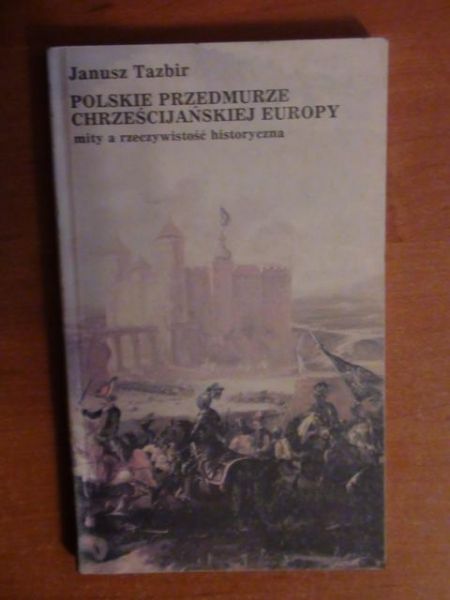 Janusz Tazbir
POLSKIE PRZEDMURZE
CHRZEŚCIJAŃSKIEJ EUROPY
mity a rzeczywistość historyczna